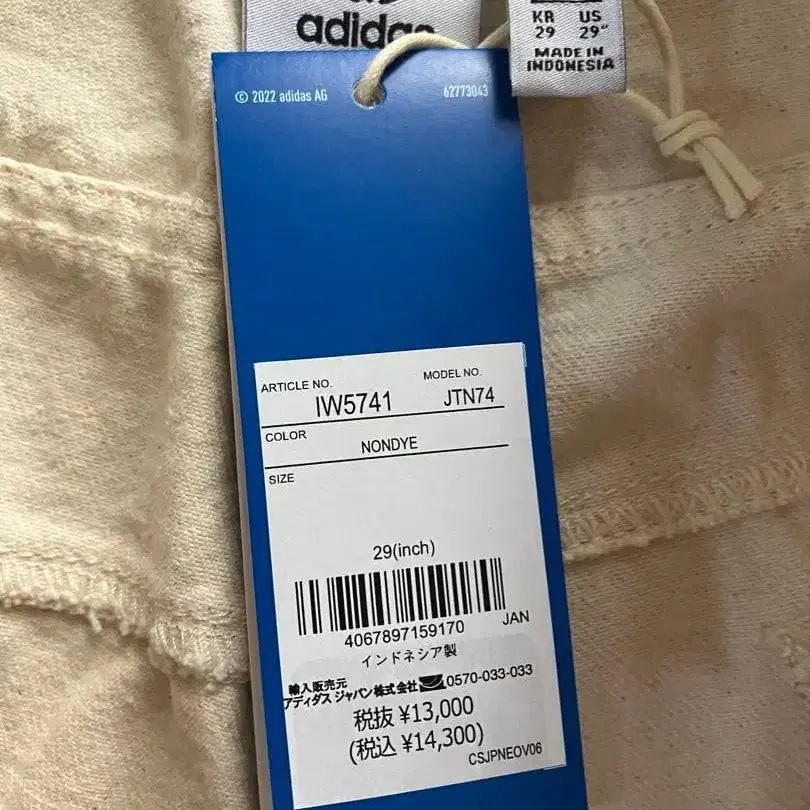 adidas
KR US
29 29"
MADE IN
INDONESIA
© 2022 adidas AG 62773043
ARTICLE NO. MODEL NO.
IW5741 JTN74
COLOR
NONDYE
SIZE
29(inch)
4067897159170 JAN
インドネシア製
輸入販売元
アディダス ジャパン株式会社 0570-033-033
税抜 ¥13,000
(税込 ¥14,300)
CSJPNEOV06